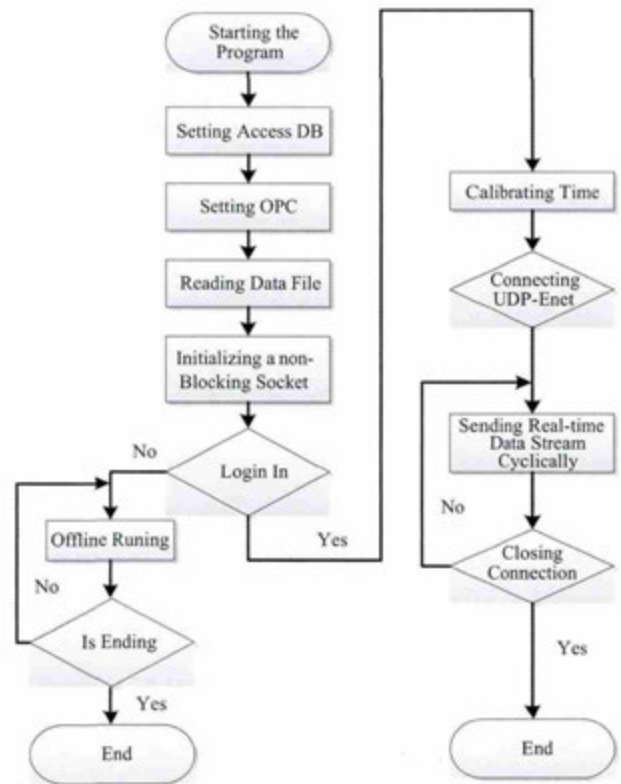 Starting the
Program
Setting Access DB
Setting OPC
Reading Data File
Initializing a non-
Blocking Socket
Login In
No
Yes
Offline Runing
No
Is Ending
Yes
End
Calibrating Time
Connecting
UDP-Enet
Sending Real-time
Data Stream
Cyclically
No
Closing
Connection
Yes
End